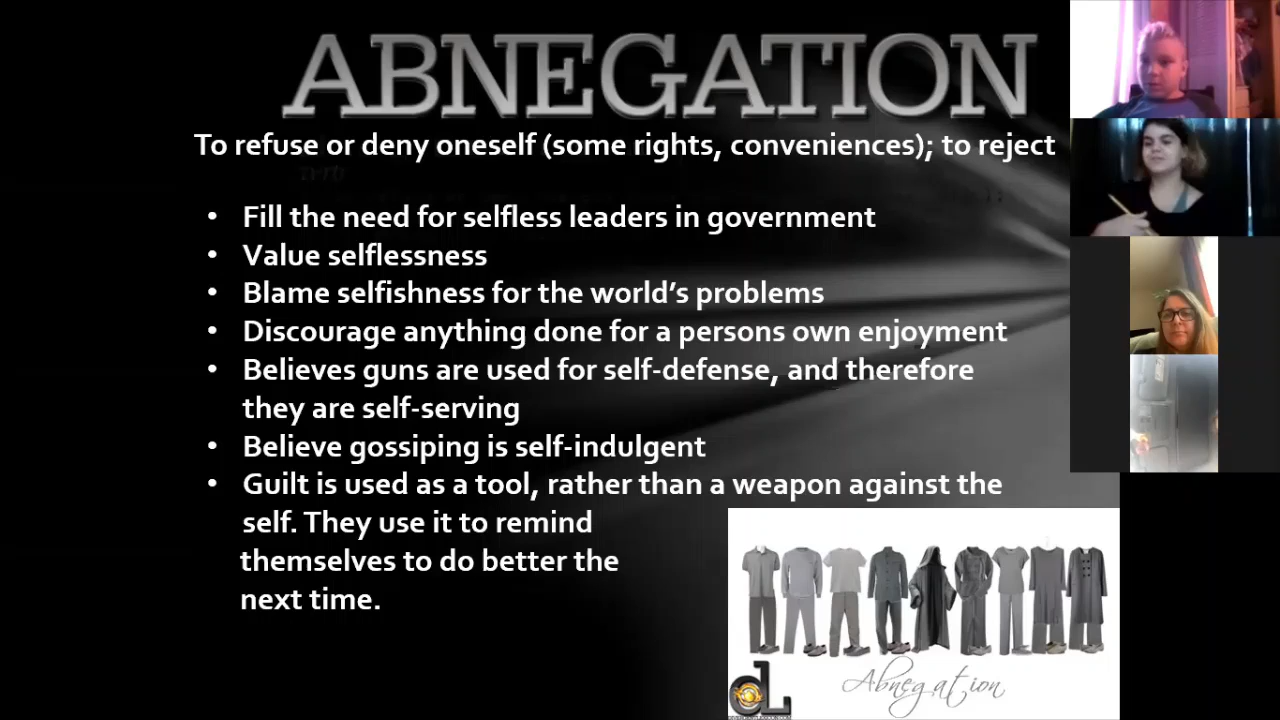 ABNEGATION
To refuse or deny oneself (some rights, conveniences); to reject
• Fill the need for selfless leaders in government
• Value selflessness
• Blame selfishness for the world’s problems
• Discourage anything done for a persons own enjoyment
• Believes guns are used for self-defense, and therefore
they are self-serving
• Believe gossiping is self-indulgent
• Guilt is used as a tool, rather than a weapon against the
self. They use it to remind
themselves to do better the
next time.
Abnegation
dL